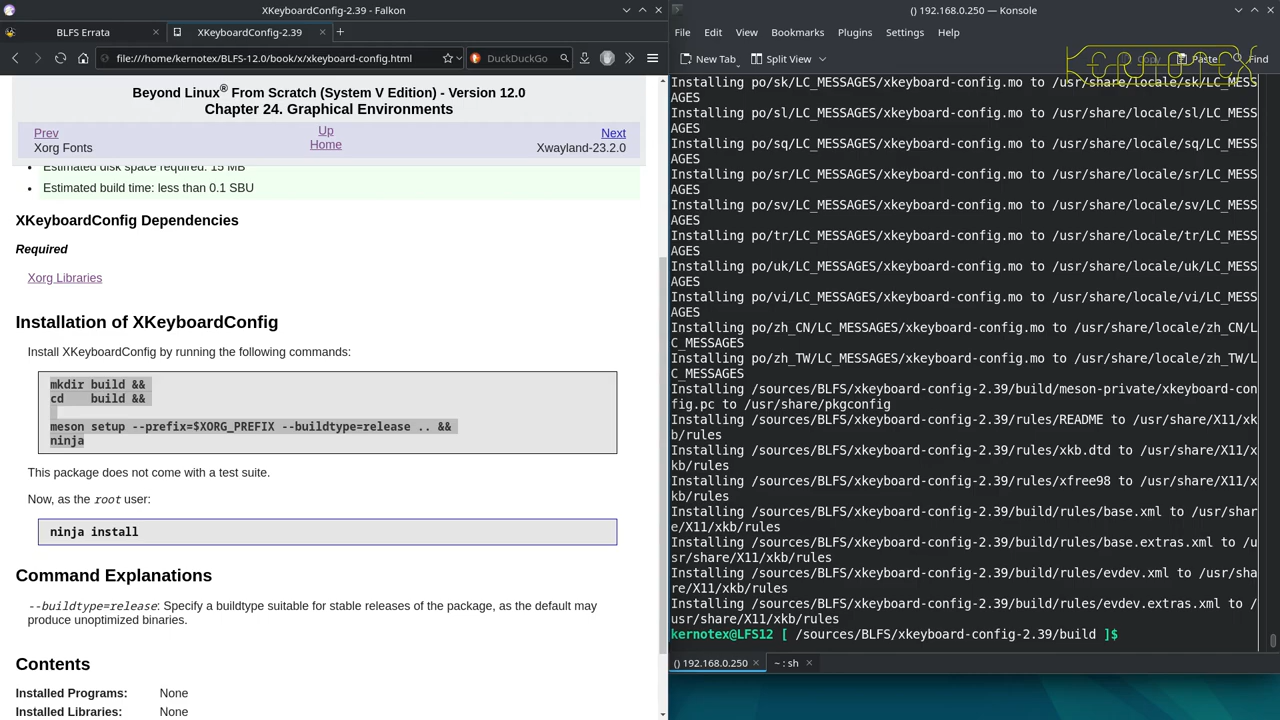 XKeyboardConfig-2.39 - Falkon
BLFS Errata
XKeyboardConfig-2.39
file:///home/kernotex/BLFS-12.0/book/x/xkeyboard-config.html
DuckDuckGo
Beyond Linux® From Scratch (System V Edition) - Version 12.0
Chapter 24. Graphical Environments
Prev
Up
Next
Xorg Fonts
Home
Xwayland-23.2.0
• Estimated disk space required: 15 MB
• Estimated build time: less than 0.1 SBU
XKeyboardConfig Dependencies
Required
Xorg Libraries
Installation of XKeyboardConfig
Install XKeyboardConfig by running the following commands:
mkdir build &&
cd    build &&
meson setup --prefix=$XORG_PREFIX --buildtype=release .. &&
ninja
This package does not come with a test suite.
Now, as the root user:
ninja install
Command Explanations
--buildtype=release: Specify a buildtype suitable for stable releases of the package, as the default may
produce unoptimized binaries.
Contents
Installed Programs: None
Installed Libraries: None
() 192.168.0.250 — Konsole
File Edit View Bookmarks Plugins Settings Help
New Tab Split View Copy Paste Find
KERNOTEX
Installing po/sk/LC_MESSAGES/xkeyboard-config.mo to /usr/share/locale/sk/LC_MESS
AGES
Installing po/sl/LC_MESSAGES/xkeyboard-config.mo to /usr/share/locale/sl/LC_MESS
AGES
Installing po/sq/LC_MESSAGES/xkeyboard-config.mo to /usr/share/locale/sq/LC_MESS
AGES
Installing po/sr/LC_MESSAGES/xkeyboard-config.mo to /usr/share/locale/sr/LC_MESS
AGES
Installing po/sv/LC_MESSAGES/xkeyboard-config.mo to /usr/share/locale/sv/LC_MESS
AGES
Installing po/tr/LC_MESSAGES/xkeyboard-config.mo to /usr/share/locale/tr/LC_MESS
AGES
Installing po/uk/LC_MESSAGES/xkeyboard-config.mo to /usr/share/locale/uk/LC_MESS
AGES
Installing po/vi/LC_MESSAGES/xkeyboard-config.mo to /usr/share/locale/vi/LC_MESS
AGES
Installing po/zh_CN/LC_MESSAGES/xkeyboard-config.mo to /usr/share/locale/zh_CN/L
C_MESSAGES
Installing po/zh_TW/LC_MESSAGES/xkeyboard-config.mo to /usr/share/locale/zh_TW/L
C_MESSAGES
Installing /sources/BLFS/xkeyboard-config-2.39/build/meson-private/xkeyboard-con
fig.pc to /usr/share/pkgconfig
Installing /sources/BLFS/xkeyboard-config-2.39/rules/README to /usr/share/X11/xk
b/rules
Installing /sources/BLFS/xkeyboard-config-2.39/rules/xkb.dtd to /usr/share/X11/x
kb/rules
Installing /sources/BLFS/xkeyboard-config-2.39/rules/xfree98 to /usr/share/X11/x
kb/rules
Installing /sources/BLFS/xkeyboard-config-2.39/build/rules/base.xml to /usr/shar
e/X11/xkb/rules
Installing /sources/BLFS/xkeyboard-config-2.39/build/rules/base.extras.xml to /u
sr/share/X11/xkb/rules
Installing /sources/BLFS/xkeyboard-config-2.39/build/rules/evdev.xml to /usr/sha
re/X11/xkb/rules
Installing /sources/BLFS/xkeyboard-config-2.39/build/rules/evdev.extras.xml to /
usr/share/X11/xkb/rules
kernotex@LFS12 [ /sources/BLFS/xkeyboard-config-2.39/build ]$
() 192.168.0.250
~ : sh